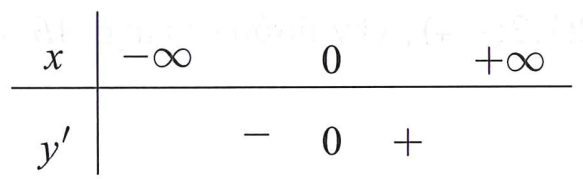 x −∞ 0 +∞
y′ − 0 +